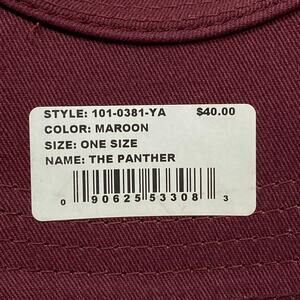 STYLE: 101-0381-YA $40.00
COLOR: MAROON
SIZE: ONE SIZE
NAME: THE PANTHER
0 90625 53308 3